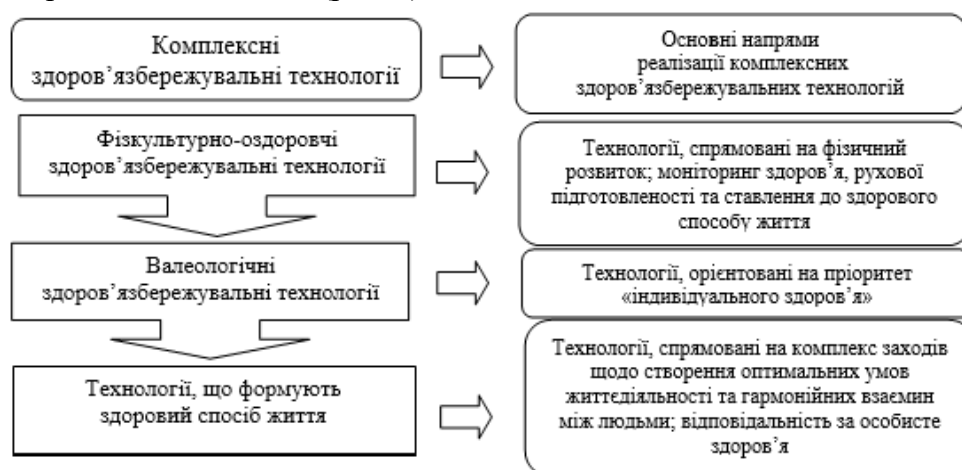 Комплексні
здоров’язбережувальні технології
Основні напрями
реалізації комплексних
здоров’язбережувальних технологій
Фізкультурно-оздоровчі
здоров’язбережувальні технології
Технології, спрямовані на фізичний
розвиток; моніторинг здоров’я, рухової
підготовленості та ставлення до здорового
способу життя
Валеологічні
здоров’язбережувальні технології
Технології, орієнтовані на пріоритет
«індивідуального здоров’я»
Технології, що формують
здоровий спосіб життя
Технології, спрямовані на комплекс заходів
щодо створення оптимальних умов
життєдіяльності та гармонійних взаємин
між людьми; відповідальність за особисте
здоров’я